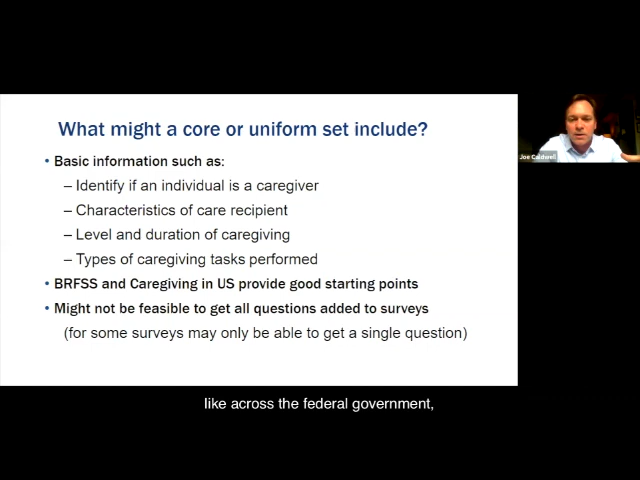 What might a core or uniform set include?
• Basic information such as:
– Identify if an individual is a caregiver
– Characteristics of care recipient
– Level and duration of caregiving
– Types of caregiving tasks performed
• BRFSS and Caregiving in US provide good starting points
• Might not be feasible to get all questions added to surveys
(for some surveys may only be able to get a single question)
Joe Caldwell
like across the federal government,